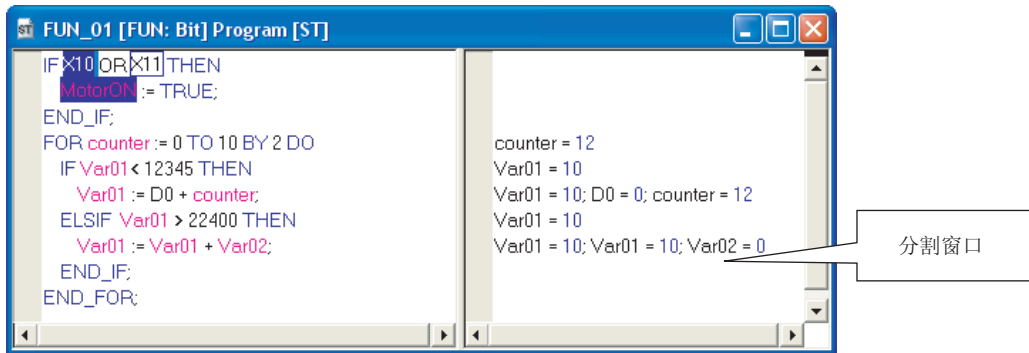 ST FUN_01 [FUN: Bit] Program [ST]
IF X10 OR X11 THEN
MotorON := TRUE;
END_IF;
FOR counter := 0 TO 10 BY 2 DO
IF Var01 < 12345 THEN
Var01 := D0 + counter;
ELSIF Var01 > 22400 THEN
Var01 := Var01 + Var02;
END_IF;
END_FOR;
counter = 12
Var01 = 10
Var01 = 10; D0 = 0; counter = 12
Var01 = 10
Var01 = 10; Var01 = 10; Var02 = 0
分割窗口